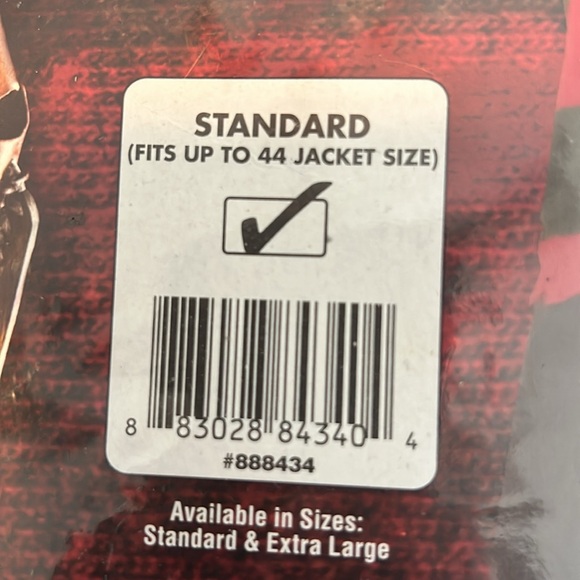 STANDARD
(FITS UP TO 44 JACKET SIZE)
8 83028 84340 4
#888434
Available in Sizes:
Standard & Extra Large